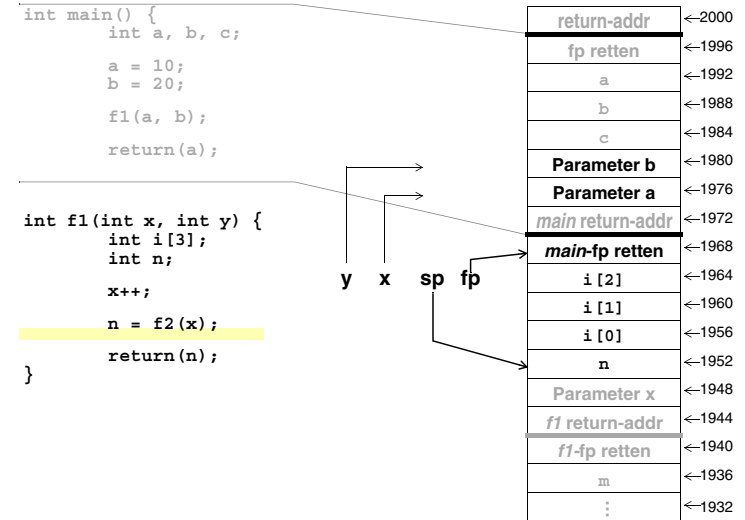 int main() {
int a, b, c;
a = 10;
b = 20;
f1(a, b);
return(a);
int f1(int x, int y) {
int i[3];
int n;
x++;
n = f2(x);
return(n);
}
y x sp fp
return-addr
2000
fp retten
1996
a
1992
b
1988
c
1984
Parameter b
1980
Parameter a
1976
main return-addr
1972
main-fp retten
1968
i[2]
1964
i[1]
1960
i[0]
1956
n
1952
Parameter x
1948
f1 return-addr
1944
f1-fp retten
1940
m
1936
⋮
1932